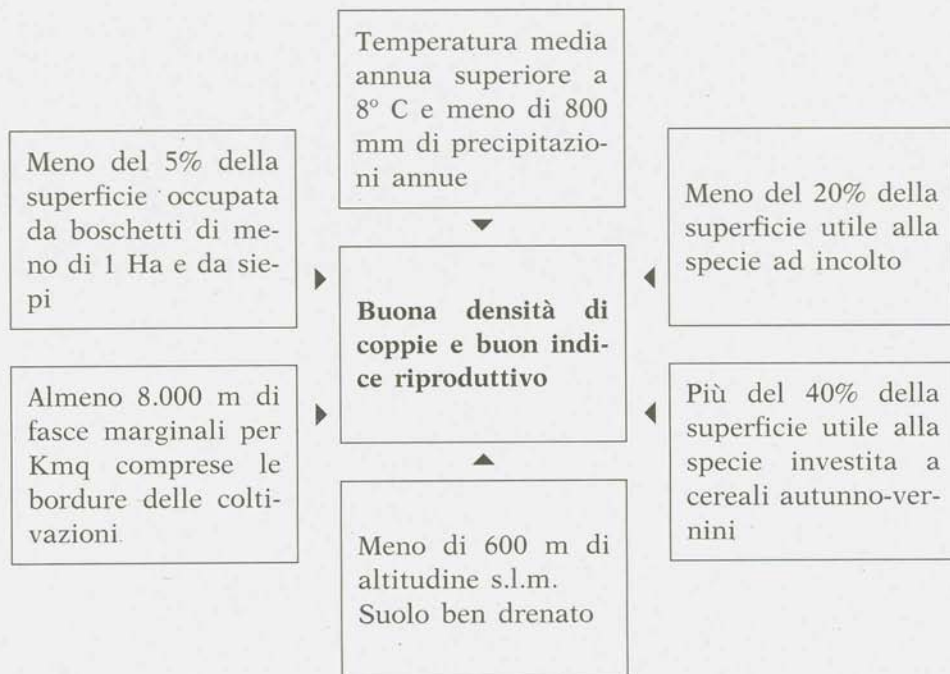 Temperatura media
annua superiore a
8° C e meno di 800
mm di precipitazio-
ni annue
Meno del 5% della
superficie occupata
da boschetti di me-
no di 1 Ha e da sie-
pi
Meno del 20% della
superficie utile alla
specie ad incolto
Buona densità di
coppie e buon indi-
ce riproduttivo
Almeno 8.000 m di
fasce marginali per
Kmq comprese le
bordure delle colti-
vazioni
Più del 40% della
superficie utile alla
specie investita a
cereali autunno-ver-
nini
Meno di 600 m di
altitudine s.l.m.
Suolo ben drenato